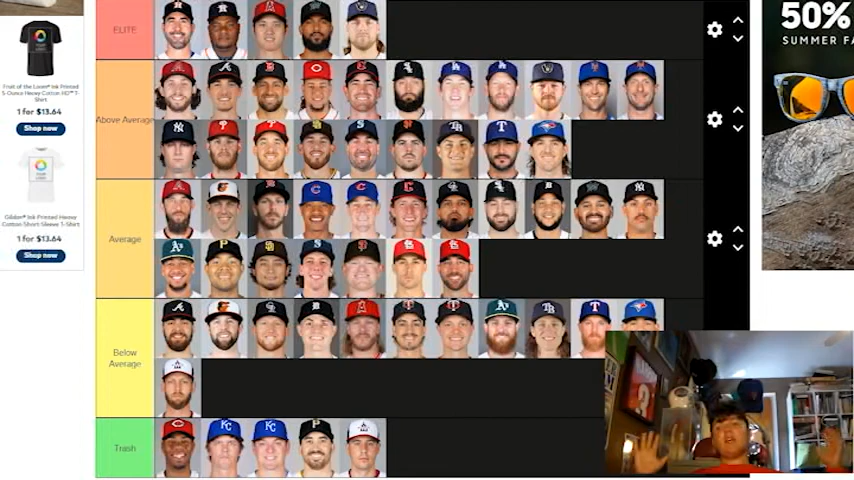 ELITE
50%
SUMMER FA
Fruit of the Loom® Ink Printed
5-Ounce Heavy Cotton HD™ T-
Shirt
1 for $13.64
Shop now
Above Average
Gildan® Ink Printed Heavy
Cotton Short Sleeve T-Shirt
1 for $13.64
Shop now
Average
Below
Average
Trash